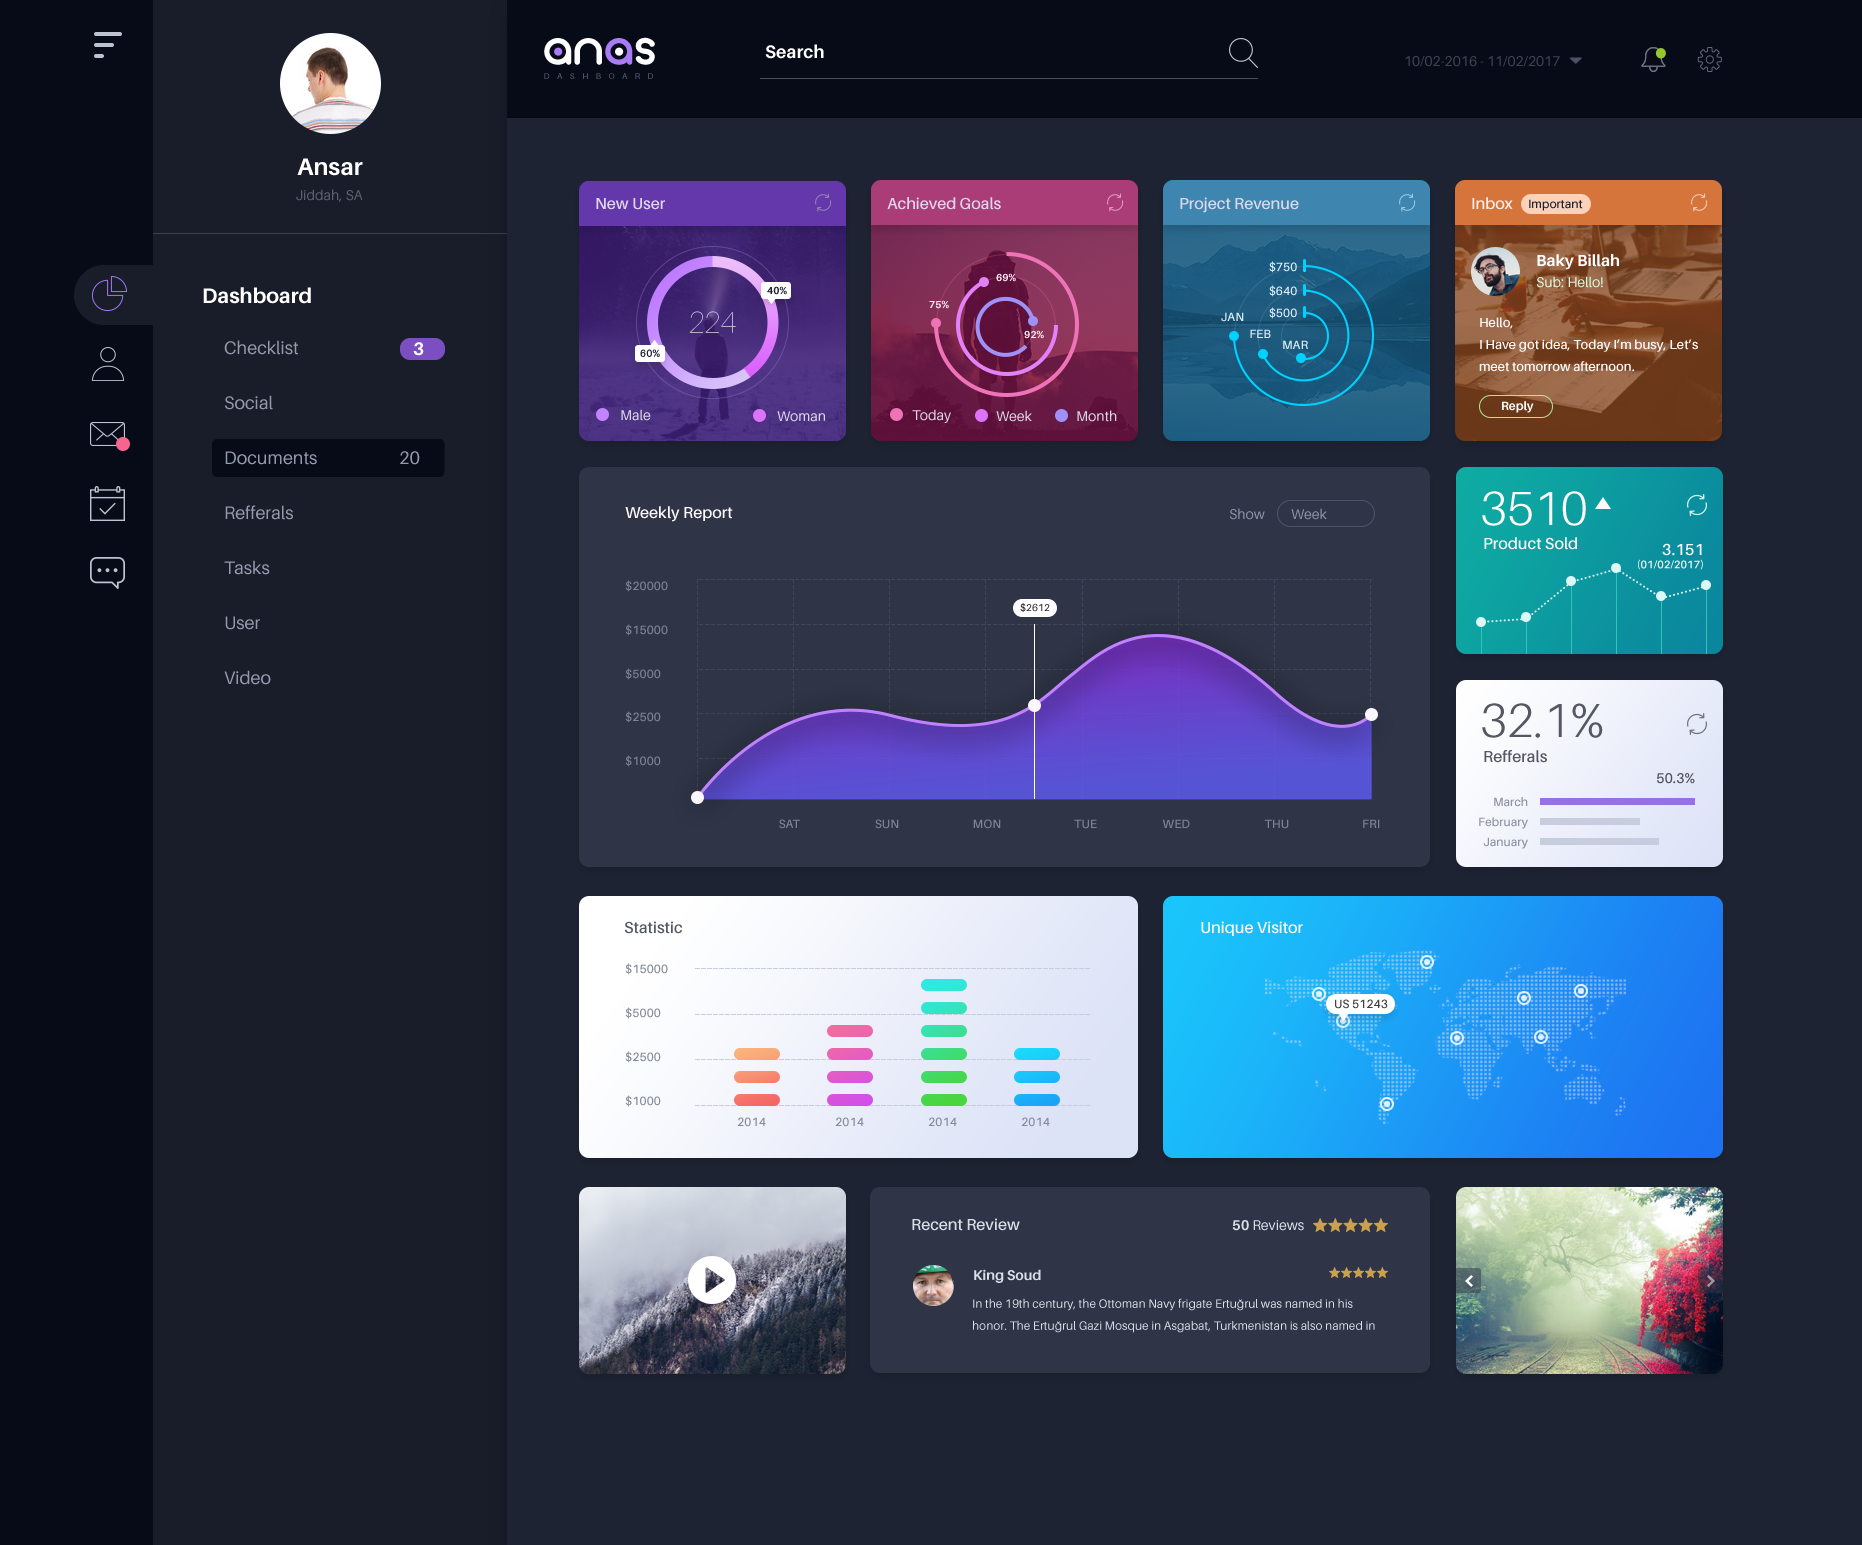 Ansar
Jiddah, SA
Dashboard
Checklist 3
Social
Documents 20
Refferals
Tasks
User
Video
anas
DASHBOARD
Search
10/02-2016 - 11/02/2017
New User
40%
224
60%
Male
Woman
Achieved Goals
69%
75%
92%
Today
Week
Month
Project Revenue
$750
$640
$500
JAN
FEB
MAR
Inbox Important
Baky Billah
Sub: Hello!
Hello,
I Have got idea, Today I'm busy, Let's
meet tomorrow afternoon.
Reply
Weekly Report
Show Week
$20000
$15000
$5000
$2500
$1000
$2612
SAT SUN MON TUE WED THU FRI
3510
Product Sold
3.151
(01/02/2017)
32.1%
Refferals
50.3%
March
February
January
Statistic
$15000
$5000
$2500
$1000
2014 2014 2014 2014
Unique Visitor
US 51243
Recent Review
50 Reviews
King Soud
In the 19th century, the Ottoman Navy frigate Ertuğrul was named in his
honor. The Ertuğrul Gazi Mosque in Asgabat, Turkmenistan is also named in